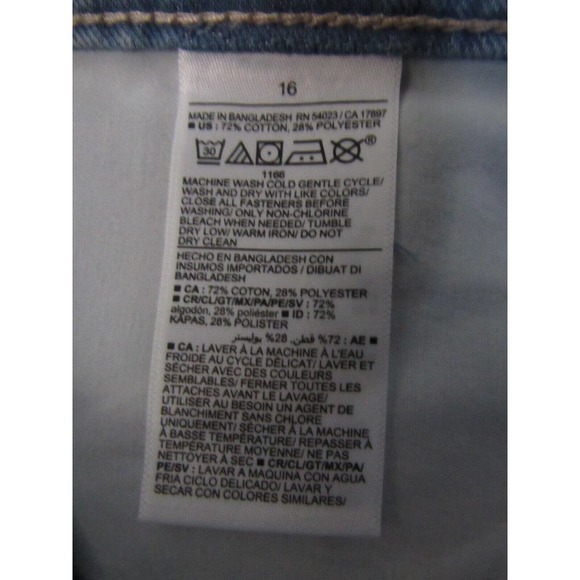 16
MADE IN BANGLADESH RN 54023 / CA 17897
■ US : 72% COTTON, 28% POLYESTER
30 ®
1166
MACHINE WASH COLD GENTLE CYCLE/
WASH AND DRY WITH LIKE COLORS/
CLOSE ALL FASTENERS BEFORE
WASHING/ ONLY NON-CHLORINE
BLEACH WHEN NEEDED/ TUMBLE
DRY LOW/ WARM IRON/ DO NOT
DRY CLEAN
HECHO EN BANGLADESH CON
INSUMOS IMPORTADOS / DIBUAT DI
BANGLADESH
■ CA : 72% COTON, 28% POLYESTER
■ CR/CL/GT/MX/PA/PE/SV : 72%
algodón, 28% poliéster ■ ID : 72%
KAPAS, 28% POLISTER
■ AE : 72% قطن, 28% بوليستر
■ CA : LAVER À LA MACHINE À L'EAU
FROIDE AU CYCLE DÉLICAT/ LAVER ET
SÉCHER AVEC DES COULEURS
SEMBLABLES/ FERMER TOUTES LES
ATTACHES AVANT LE LAVAGE/
UTILISER AU BESOIN UN AGENT DE
BLANCHIMENT SANS CHLORE
UNIQUEMENT/ SÉCHER À LA MACHINE
À BASSE TEMPÉRATURE/ REPASSER À
TEMPÉRATURE MOYENNE/ NE PAS
NETTOYER À SEC ■ CR/CL/GT/MX/PA/
PE/SV : LAVAR A MAQUINA CON AGUA
FRIA CICLO DELICADO/ LAVAR Y
SECAR CON COLORES SIMILARES/